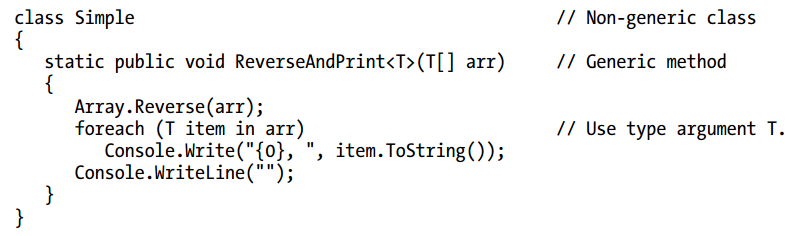 class Simple // Non-generic class
{
static public void ReverseAndPrint<T>(T[] arr) // Generic method
{
Array.Reverse(arr);
foreach (T item in arr) // Use type argument T.
Console.Write("{0}, ", item.ToString());
Console.WriteLine("");
}
}